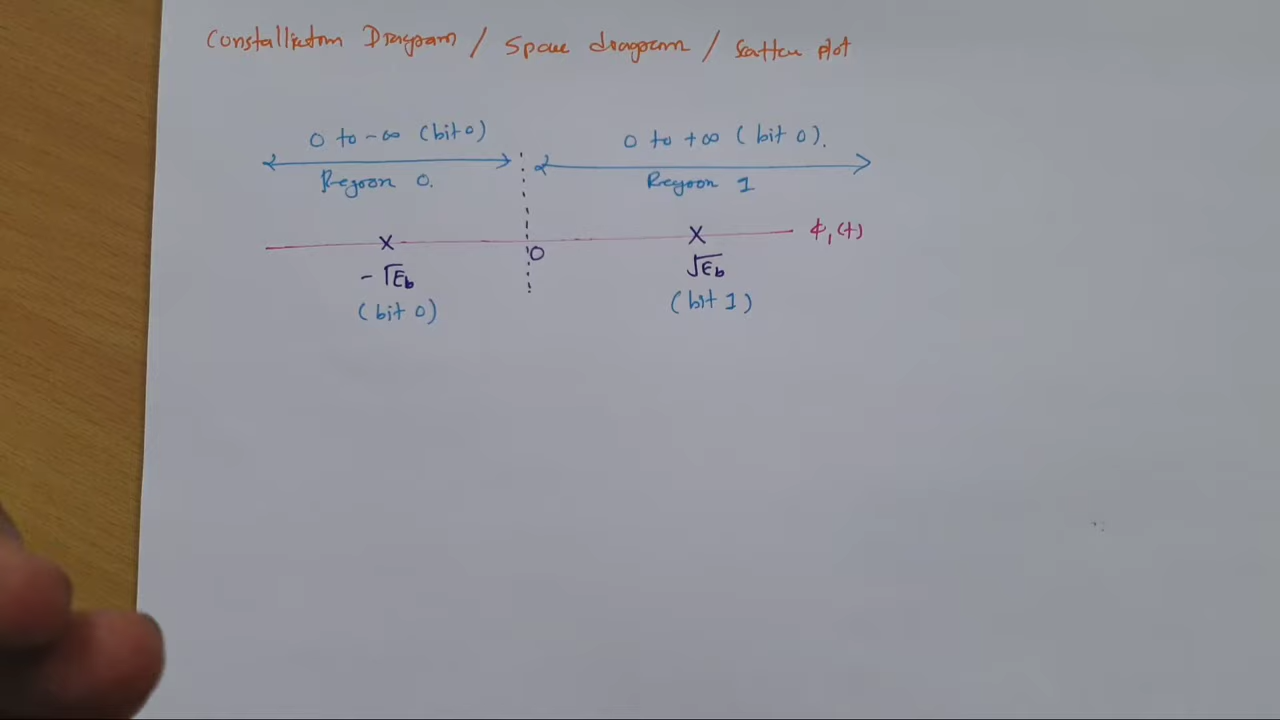 Constalliation Diagram / Space diagram / Scatter plot
0 to -∞ (bit 0) 0 to +∞ (bit 0).
Region 0. Region 1
0 ϕ₁(t)
-√Eb √Eb
(bit 0) (bit 1)